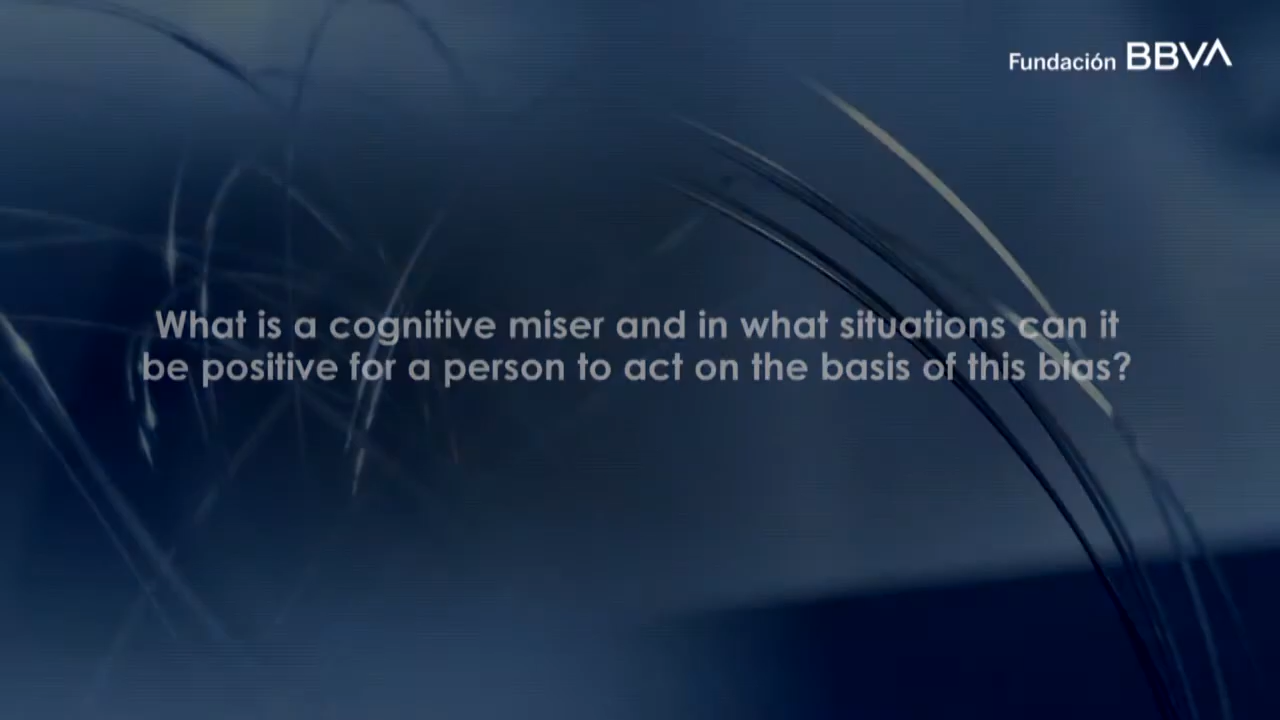 Fundación BBVA
What is a cognitive miser and in what situations can it
be positive for a person to act on the basis of this bias?